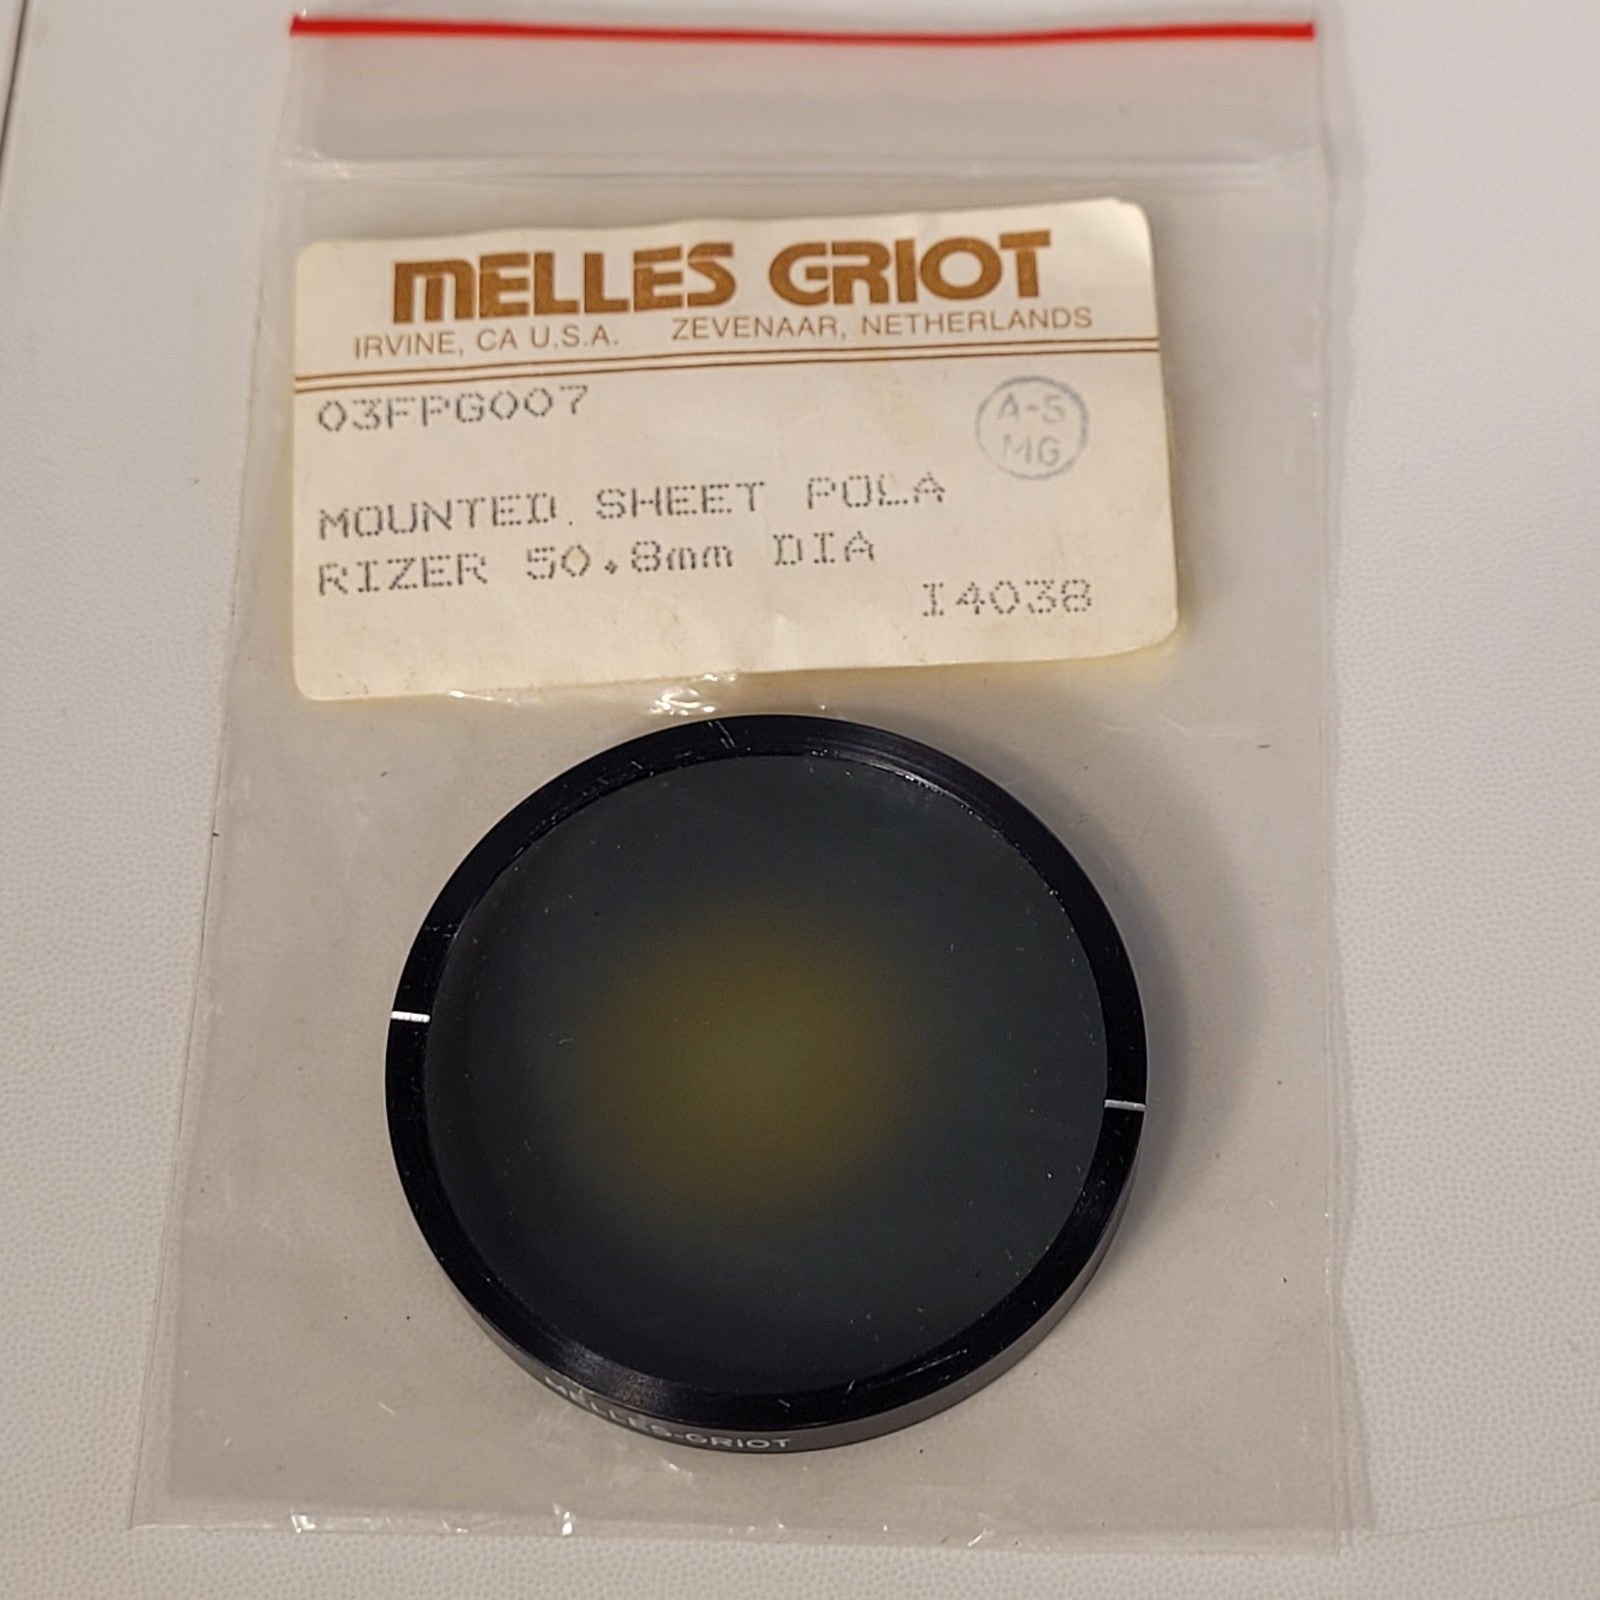 MELLES GRIOT
IRVINE, CA U.S.A. ZEVENAAR, NETHERLANDS
03FPG007
A-5
MG
MOUNTED SHEET POLA
RIZER 50.8mm DIA
I4038
MELLES-GRIOT